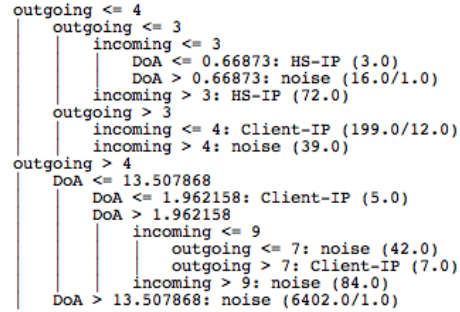 outgoing <= 4
|   outgoing <= 3
|   |   incoming <= 3
|   |   |   DoA <= 0.66873: HS-IP (3.0)
|   |   |   DoA > 0.66873: noise (16.0/1.0)
|   |   incoming > 3: HS-IP (72.0)
|   outgoing > 3
|   |   incoming <= 4: Client-IP (199.0/12.0)
|   |   incoming > 4: noise (39.0)
outgoing > 4
|   DoA <= 13.507868
|   |   DoA <= 1.962158: Client-IP (5.0)
|   |   DoA > 1.962158
|   |   |   incoming <= 9
|   |   |   |   outgoing <= 7: noise (42.0)
|   |   |   |   outgoing > 7: Client-IP (7.0)
|   |   |   incoming > 9: noise (84.0)
|   DoA > 13.507868: noise (6402.0/1.0)